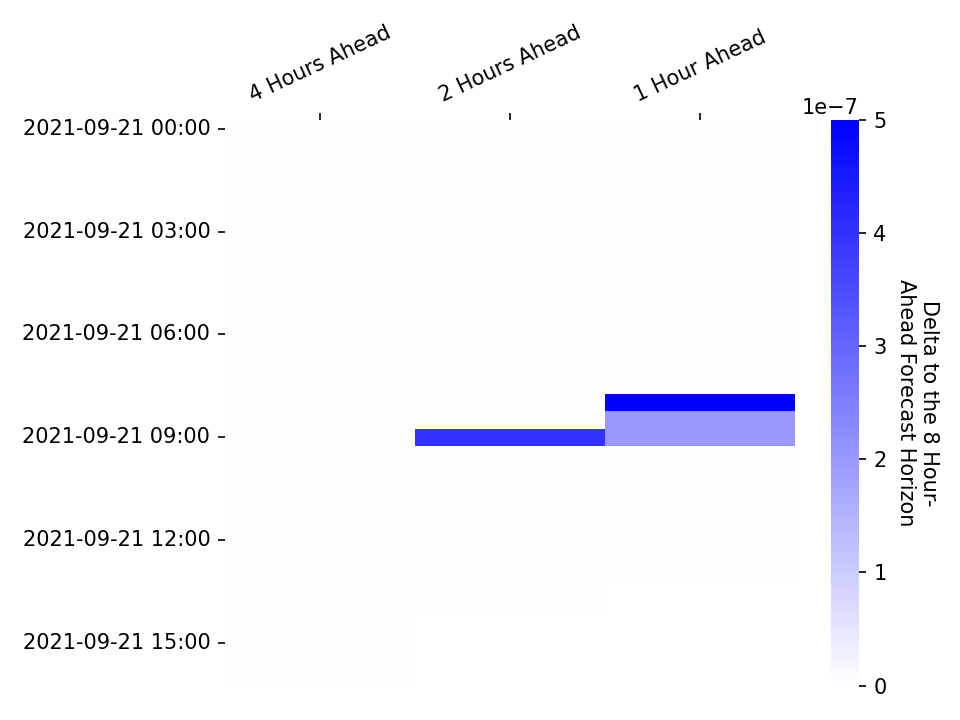 4 Hours Ahead
2 Hours Ahead
1 Hour Ahead
1e−7
2021-09-21 00:00
2021-09-21 03:00
2021-09-21 06:00
2021-09-21 09:00
2021-09-21 12:00
2021-09-21 15:00
5
4
3
2
1
0
Delta to the 8 Hour-
Ahead Forecast Horizon